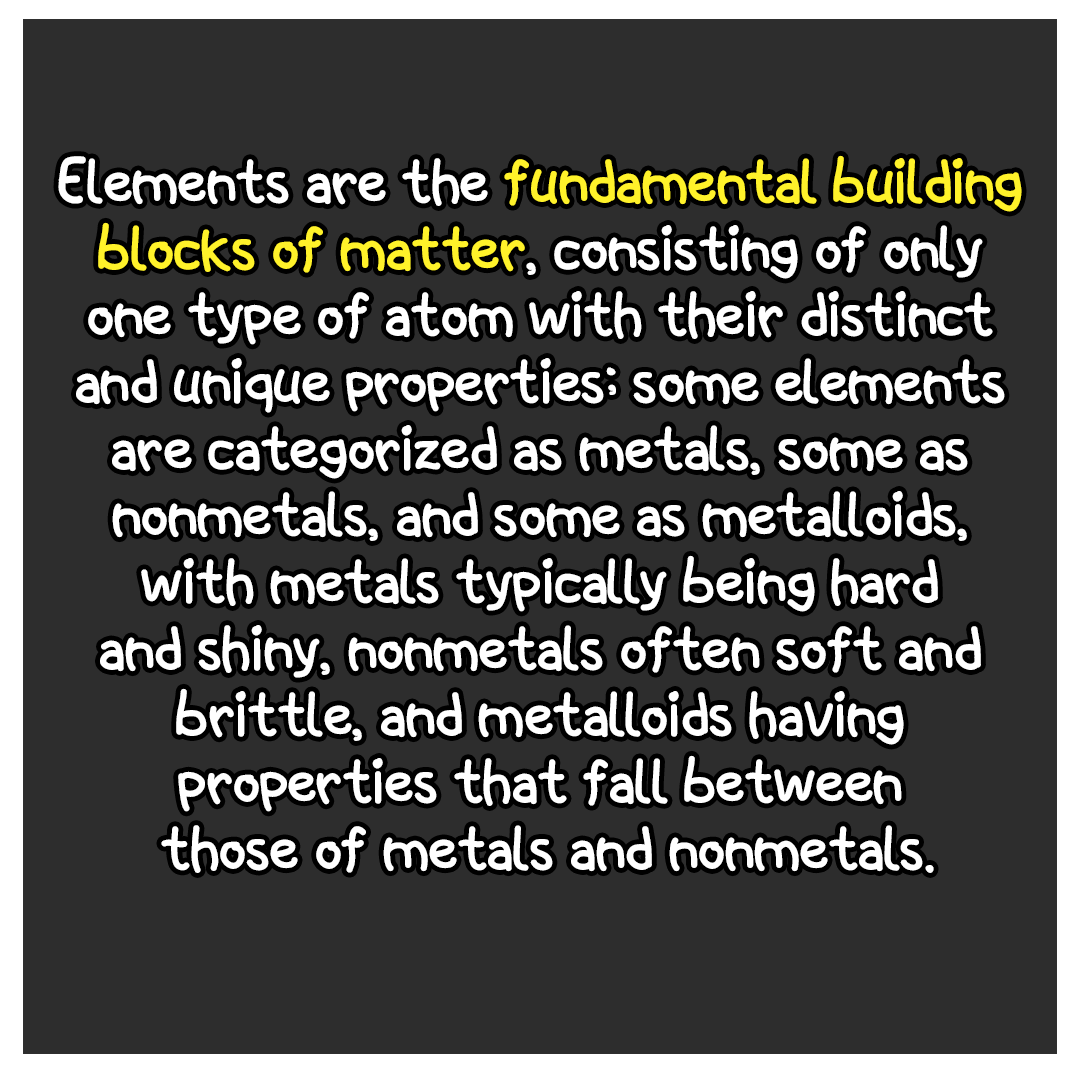 Elements are the fundamental building
blocks of matter, consisting of only
one type of atom with their distinct
and unique properties; some elements
are categorized as metals, some as
nonmetals, and some as metalloids,
with metals typically being hard
and shiny, nonmetals often soft and
brittle, and metalloids having
properties that fall between
those of metals and nonmetals.